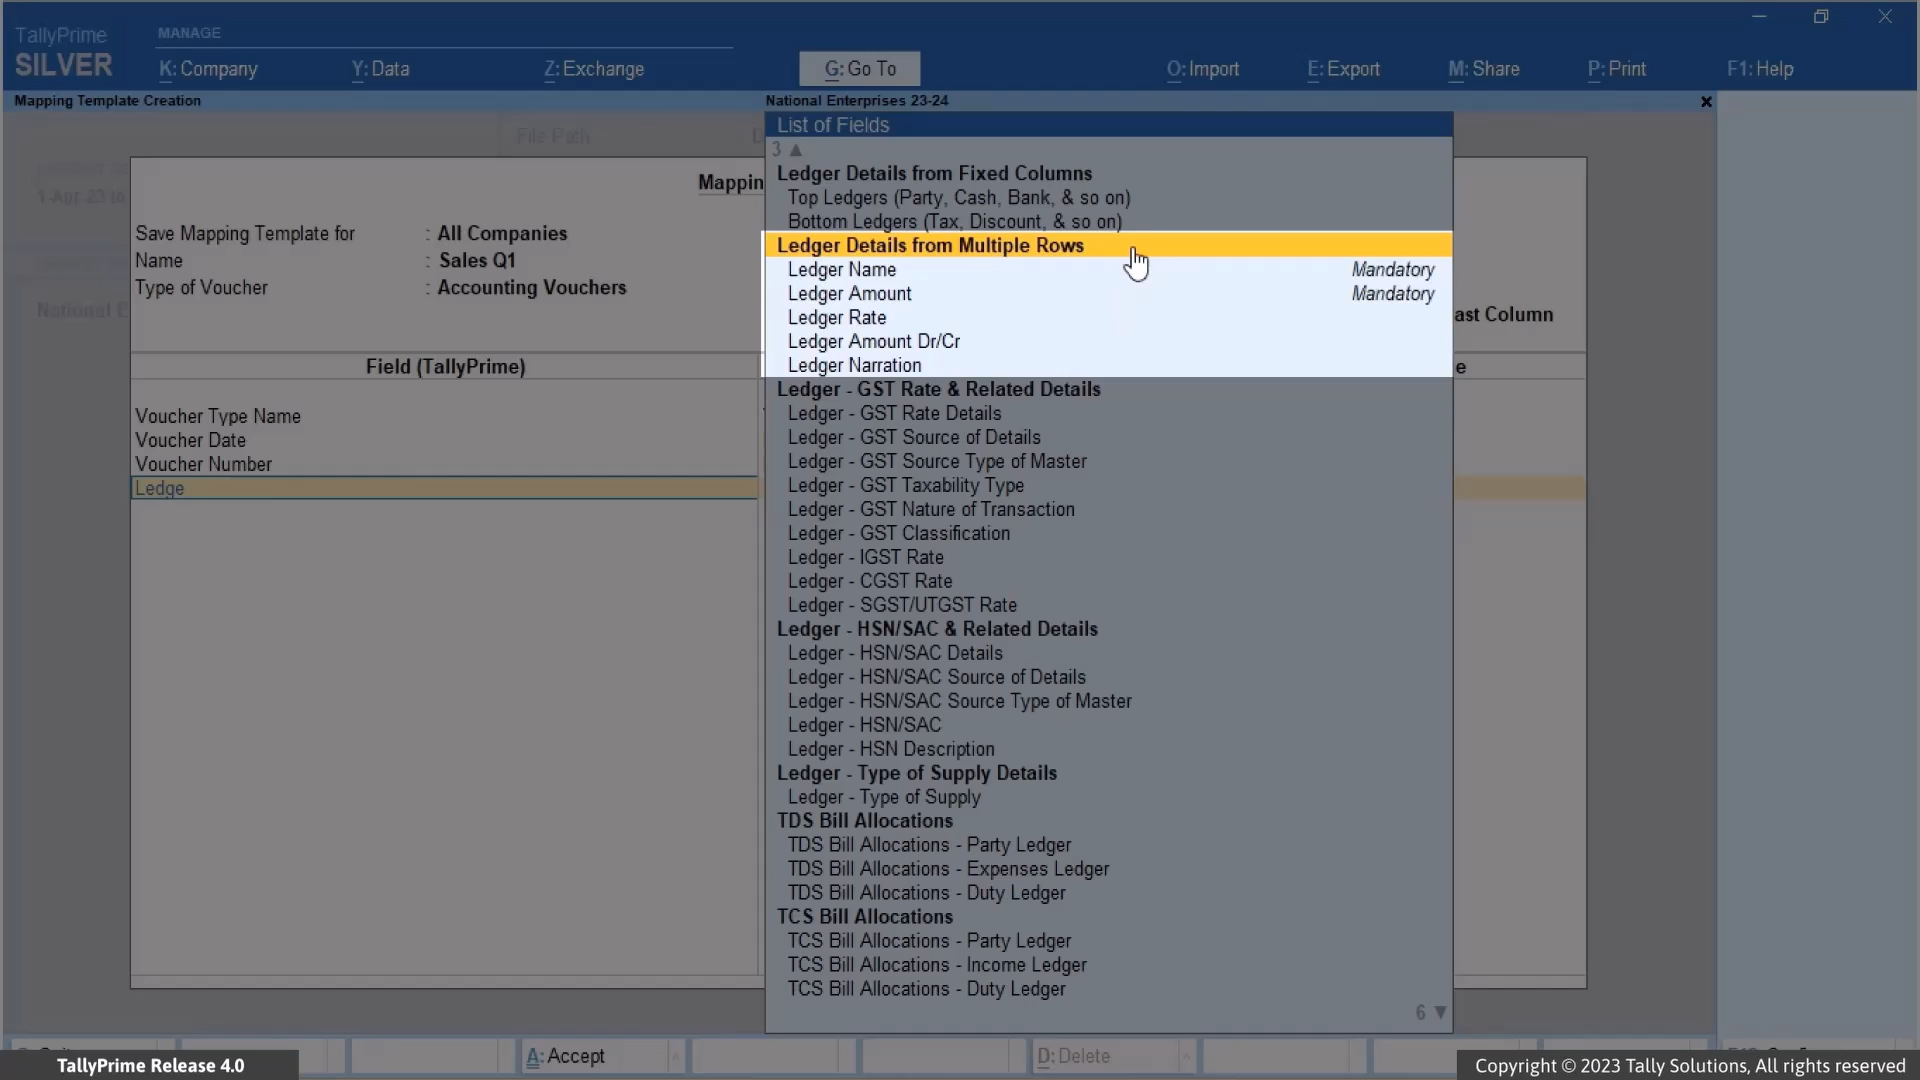 TallyPrime
SILVER
MANAGE
K: Company
Y: Data
Z: Exchange
G: Go To
O: Import
E: Export
M: Share
P: Print
F1: Help
Mapping Template Creation
National Enterprises 23-24
File Path
List of Fields
3
1 Apr 23 to
Mappin
Save Mapping Template for : All Companies
Name : Sales Q1
Type of Voucher : Accounting Vouchers
National E
ast Column
Field (TallyPrime)
e
Voucher Type Name
Voucher Date
Voucher Number
Ledge
Ledger Details from Fixed Columns
Top Ledgers (Party, Cash, Bank, & so on)
Bottom Ledgers (Tax, Discount, & so on)
Ledger Details from Multiple Rows
Ledger Name Mandatory
Ledger Amount Mandatory
Ledger Rate
Ledger Amount Dr/Cr
Ledger Narration
Ledger - GST Rate & Related Details
Ledger - GST Rate Details
Ledger - GST Source of Details
Ledger - GST Source Type of Master
Ledger - GST Taxability Type
Ledger - GST Nature of Transaction
Ledger - GST Classification
Ledger - IGST Rate
Ledger - CGST Rate
Ledger - SGST/UTGST Rate
Ledger - HSN/SAC & Related Details
Ledger - HSN/SAC Details
Ledger - HSN/SAC Source of Details
Ledger - HSN/SAC Source Type of Master
Ledger - HSN/SAC
Ledger - HSN Description
Ledger - Type of Supply Details
Ledger - Type of Supply
TDS Bill Allocations
TDS Bill Allocations - Party Ledger
TDS Bill Allocations - Expenses Ledger
TDS Bill Allocations - Duty Ledger
TCS Bill Allocations
TCS Bill Allocations - Party Ledger
TCS Bill Allocations - Income Ledger
TCS Bill Allocations - Duty Ledger
6
A: Accept
D: Delete
TallyPrime Release 4.0
Copyright © 2023 Tally Solutions, All rights reserved